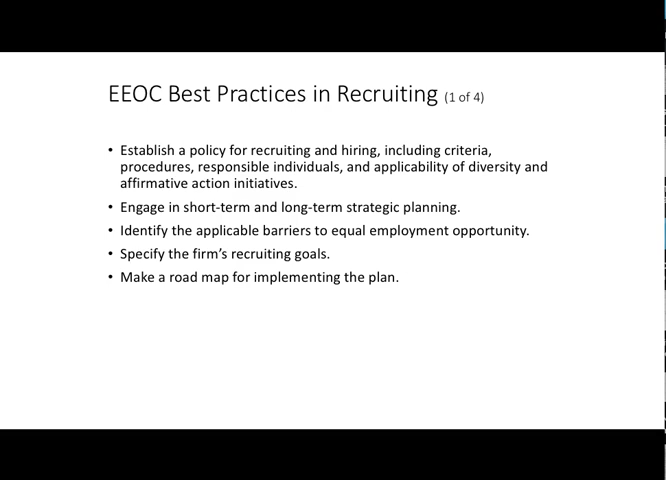 EEOC Best Practices in Recruiting (1 of 4)
• Establish a policy for recruiting and hiring, including criteria,
procedures, responsible individuals, and applicability of diversity and
affirmative action initiatives.
• Engage in short-term and long-term strategic planning.
• Identify the applicable barriers to equal employment opportunity.
• Specify the firm's recruiting goals.
• Make a road map for implementing the plan.